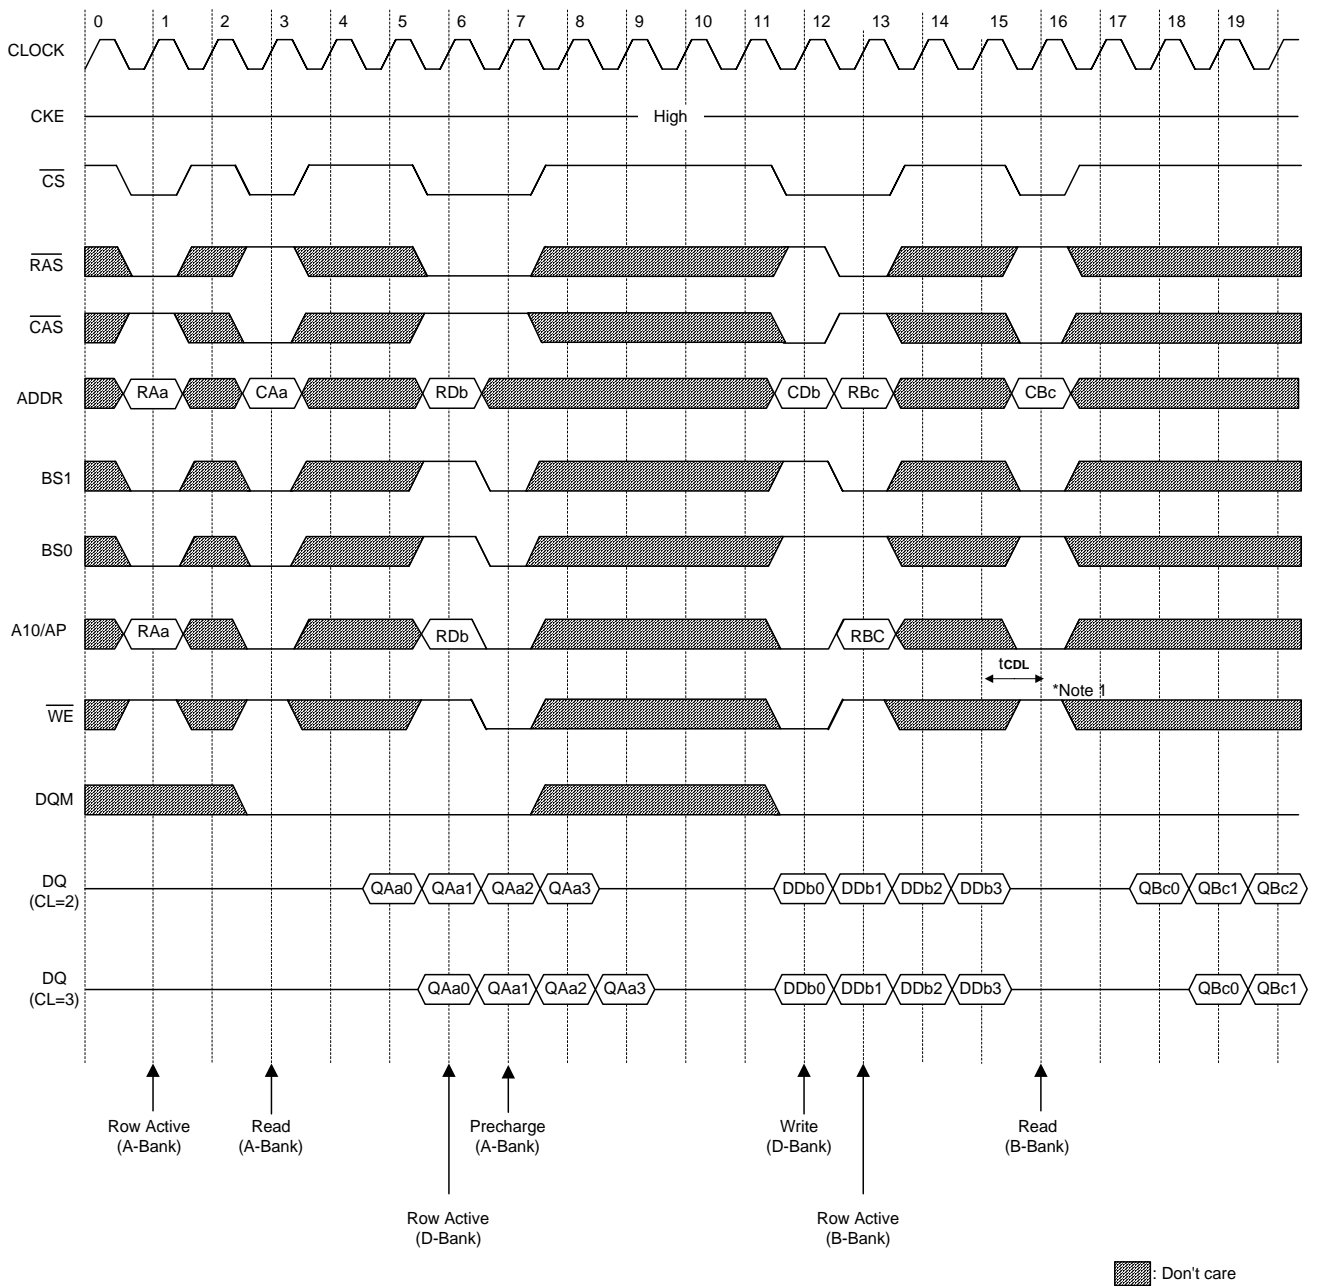 0 1 2 3 4 5 6 7 8 9 10 11 12 13 14 15 16 17 18 19
CLOCK
CKE High
CS
RAS
CAS
ADDR RAa CAa RDb CDb RBc CBc
BS1
BS0
A10/AP RAa RDb RBC
tCDL
*Note 1
WE
DQM
DQ
(CL=2) QAa0 QAa1 QAa2 QAa3 DDb0 DDb1 DDb2 DDb3 QBc0 QBc1 QBc2
DQ
(CL=3) QAa0 QAa1 QAa2 QAa3 DDb0 DDb1 DDb2 DDb3 QBc0 QBc1
Row Active
(A-Bank)
Read
(A-Bank)
Precharge
(A-Bank)
Write
(D-Bank)
Read
(B-Bank)
Row Active
(D-Bank)
Row Active
(B-Bank)
: Don't care